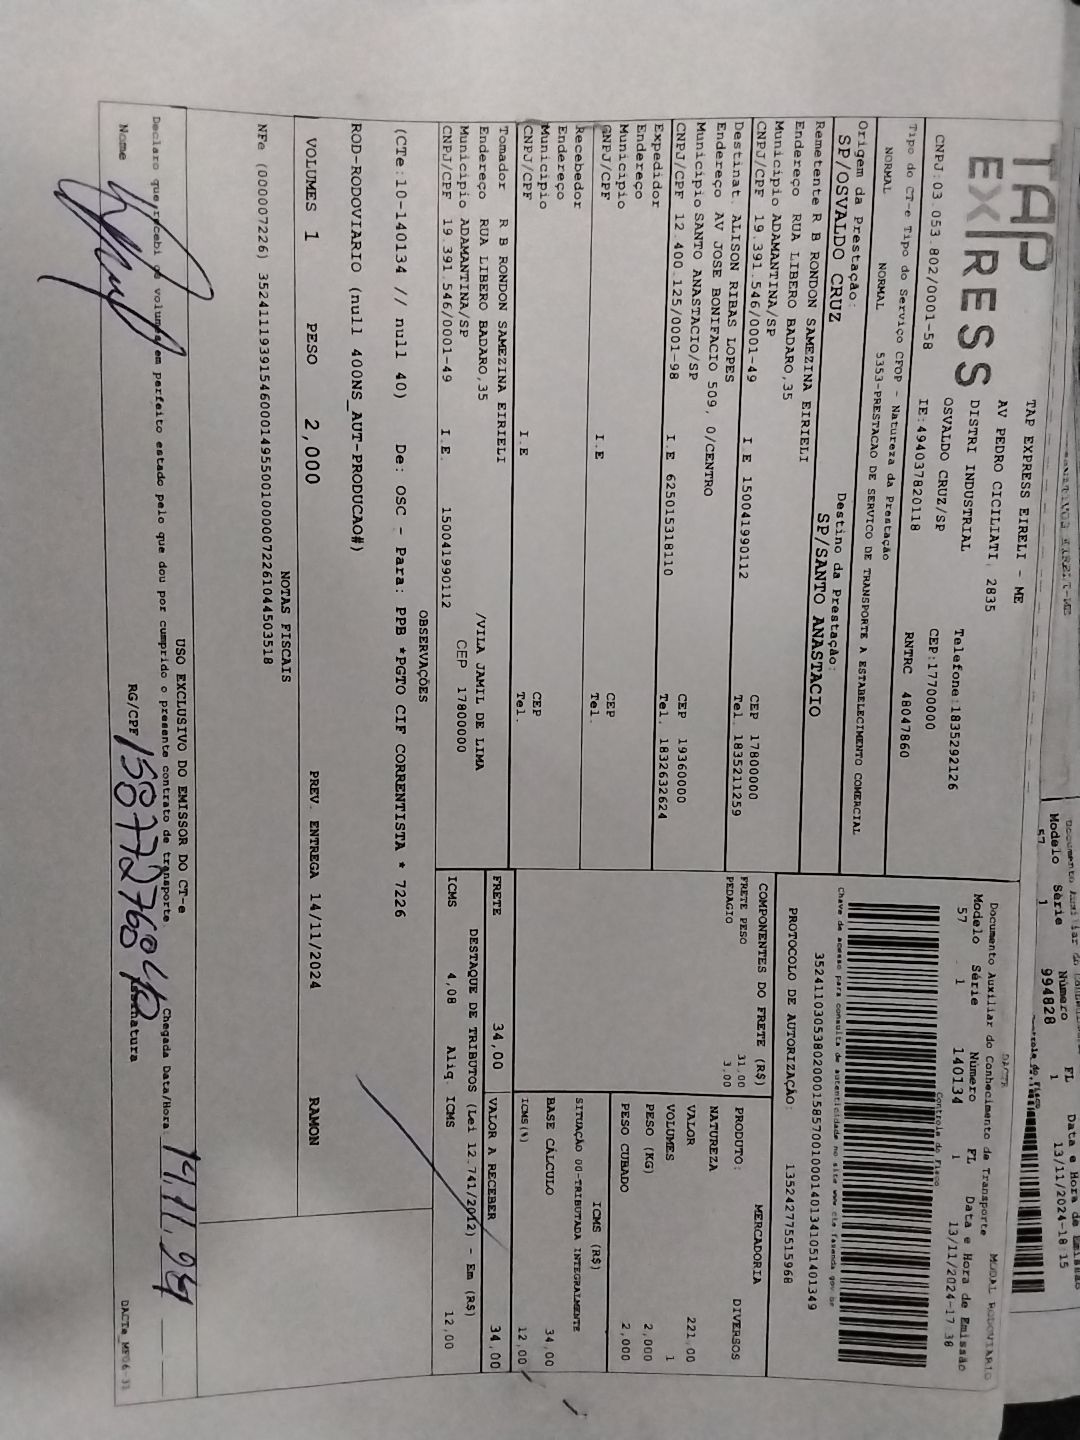 Modelo Série Número FL Data e Hora de Emissão
57 1 994828 1 13/11/2024-18:15
TAP
EXPRESS
TAP EXPRESS EIRELI - ME
AV PEDRO CICILIATI, 2835
DISTRI INDUSTRIAL
OSVALDO CRUZ/SP
CEP:17700000
Telefone:1835292126
CNPJ:03.053.802/0001-58
IE:494037820118
RNTRC 48047860
DACTE
MODAL RODOVIARIO
Documento Auxiliar do Conhecimento de Transporte
Modelo Série Número FL Data e Hora de Emissão
57 1 140134 1 13/11/2024-17:38
Controle do Fisco
Chave de acesso para consulta de autenticidade no site www.cte.fazenda.gov.br
35241103053802000158570010001401341051401349
PROTOCOLO DE AUTORIZAÇÃO: 135242775515968
Tipo do CT-e Tipo do Serviço CFOP - Natureza da Prestação
NORMAL NORMAL 5353-PRESTACAO DE SERVICO DE TRANSPORTE A ESTABELECIMENTO COMERCIAL
Origem da Prestação: Destino da Prestação:
SP/OSVALDO CRUZ SP/SANTO ANASTACIO
Remetente R B RONDON SAMEZINA EIRIELI
Endereço RUA LIBERO BADARO,35
Municipio ADAMANTINA/SP CEP 17800000
CNPJ/CPF 19.391.546/0001-49 I.E 150041990112 Tel. 1835211259
Destinat. ALISON RIBAS LOPES
Endereço AV JOSE BONIFACIO 509, 0/CENTRO
Municipio SANTO ANASTACIO/SP CEP 19360000
CNPJ/CPF 12.400.125/0001-98 I.E 625015318110 Tel. 1832632624
Expedidor
Endereço
Municipio CEP
CNPJ/CPF I.E Tel.
Recebedor
Endereço
Municipio CEP
CNPJ/CPF I.E Tel.
Tomador R B RONDON SAMEZINA EIRIELI
Endereço RUA LIBERO BADARO,35 /VILA JAMIL DE LIMA
Municipio ADAMANTINA/SP CEP 17800000
CNPJ/CPF 19.391.546/0001-49 I.E. 150041990112
COMPONENTES DO FRETE (R$)
FRETE PESO 31,00
PEDAGIO 3,00
FRETE 34,00
MERCADORIA
PRODUTO: DIVERSOS
NATUREZA
VALOR 221,00
VOLUMES 1
PESO (KG) 2,000
PESO CUBADO 2,000
ICMS (R$)
SITUAÇÃO 00-TRIBUTADA INTEGRALMENTE
BASE CÁLCULO 34,00
ICMS(%) 12,00
VALOR A RECEBER 34,00
DESTAQUE DE TRIBUTOS (Lei 12.741/2012) - Em (R$)
ICMS 4,08 Aliq. ICMS 12,00
OBSERVAÇÕES
(CTe:10-140134 // null 40) De: OSC - Para: PPB *PGTO CIF CORRENTISTA * 7226
ROD-RODOVIARIO (null 400NS_AUT-PRODUCAO#)
VOLUMES 1 PESO 2,000 PREV. ENTREGA 14/11/2024 RAMON
NOTAS FISCAIS
NFe (000007226) 35241119391546000149550010000072261044503518
USO EXCLUSIVO DO EMISSOR DO CT-e
Declaro que recebi os volumes em perfeito estado pelo que dou por cumprido o presente contrato de transporte Chegada Data/Hora 14.11.24
Nome RG/CPF Assinatura
DACTe